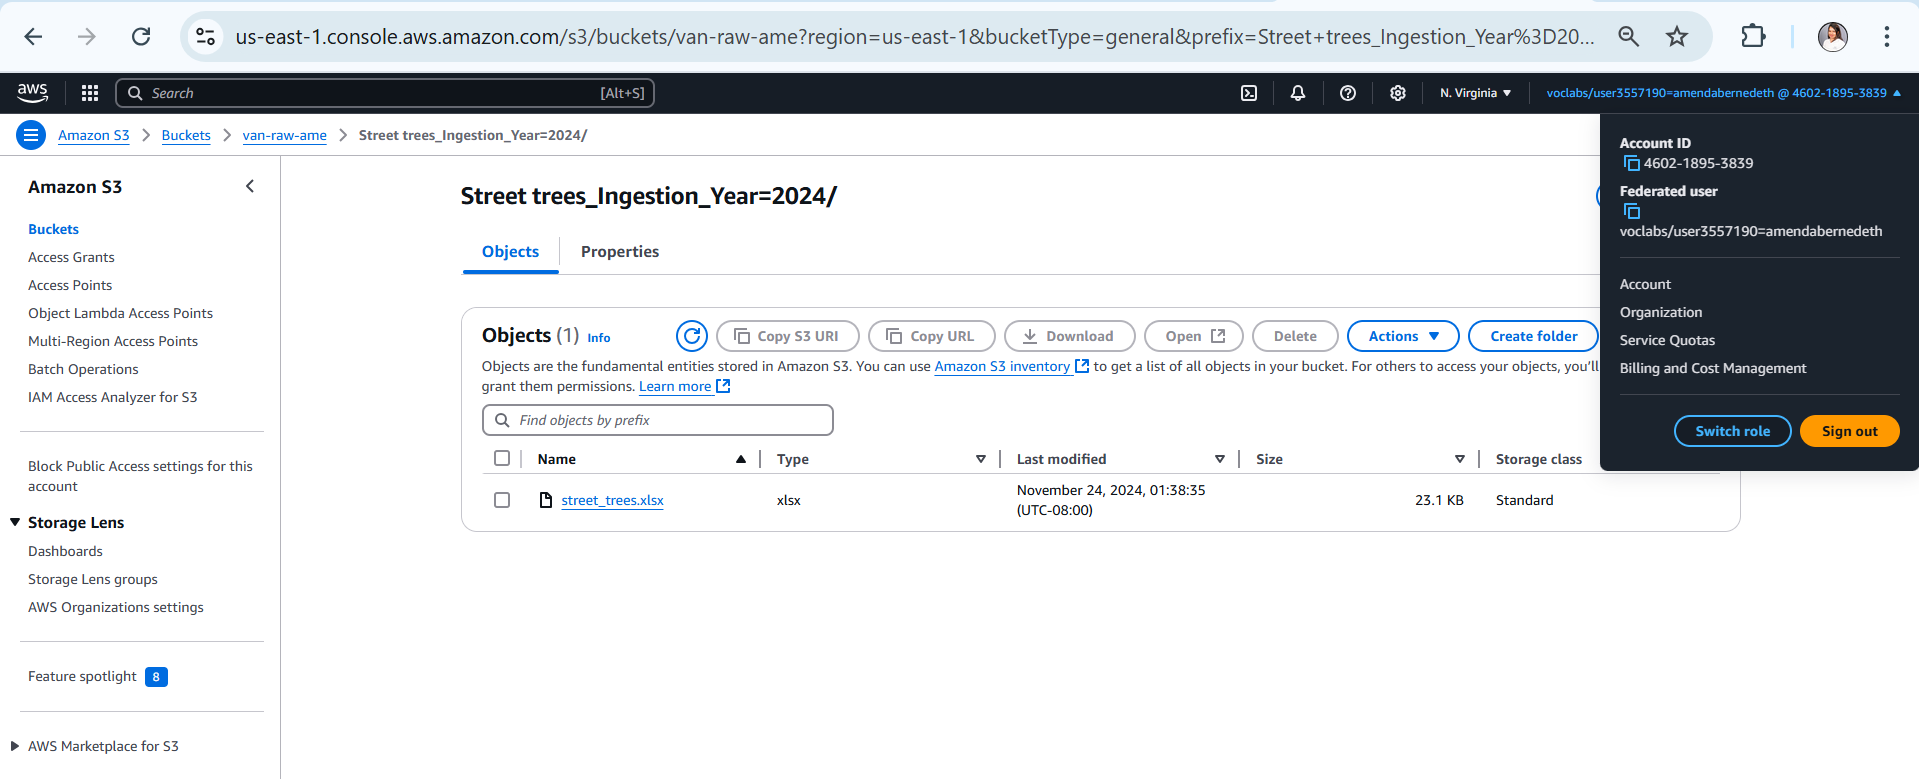 us-east-1.console.aws.amazon.com/s3/buckets/van-raw-ame?region=us-east-1&bucketType=general&prefix=Street+trees_Ingestion_Year%3D20...
aws
Search [Alt+S]
N. Virginia
voclabs/user3557190=amendabernedeth @ 4602-1895-3839
Amazon S3 > Buckets > van-raw-ame > Street trees_Ingestion_Year=2024/
Amazon S3
Buckets
Access Grants
Access Points
Object Lambda Access Points
Multi-Region Access Points
Batch Operations
IAM Access Analyzer for S3
Block Public Access settings for this
account
Storage Lens
Dashboards
Storage Lens groups
AWS Organizations settings
Feature spotlight 8
AWS Marketplace for S3
Street trees_Ingestion_Year=2024/
Objects
Properties
Objects (1) Info
Copy S3 URI
Copy URL
Download
Open
Delete
Actions
Create folder
Objects are the fundamental entities stored in Amazon S3. You can use Amazon S3 inventory to get a list of all objects in your bucket. For others to access your objects, you'll
grant them permissions. Learn more
Find objects by prefix
Name Type Last modified Size Storage class
street_trees.xlsx xlsx November 24, 2024, 01:38:35 23.1 KB Standard
(UTC-08:00)
Account ID
4602-1895-3839
Federated user
voclabs/user3557190=amendabernedeth
Account
Organization
Service Quotas
Billing and Cost Management
Switch role
Sign out